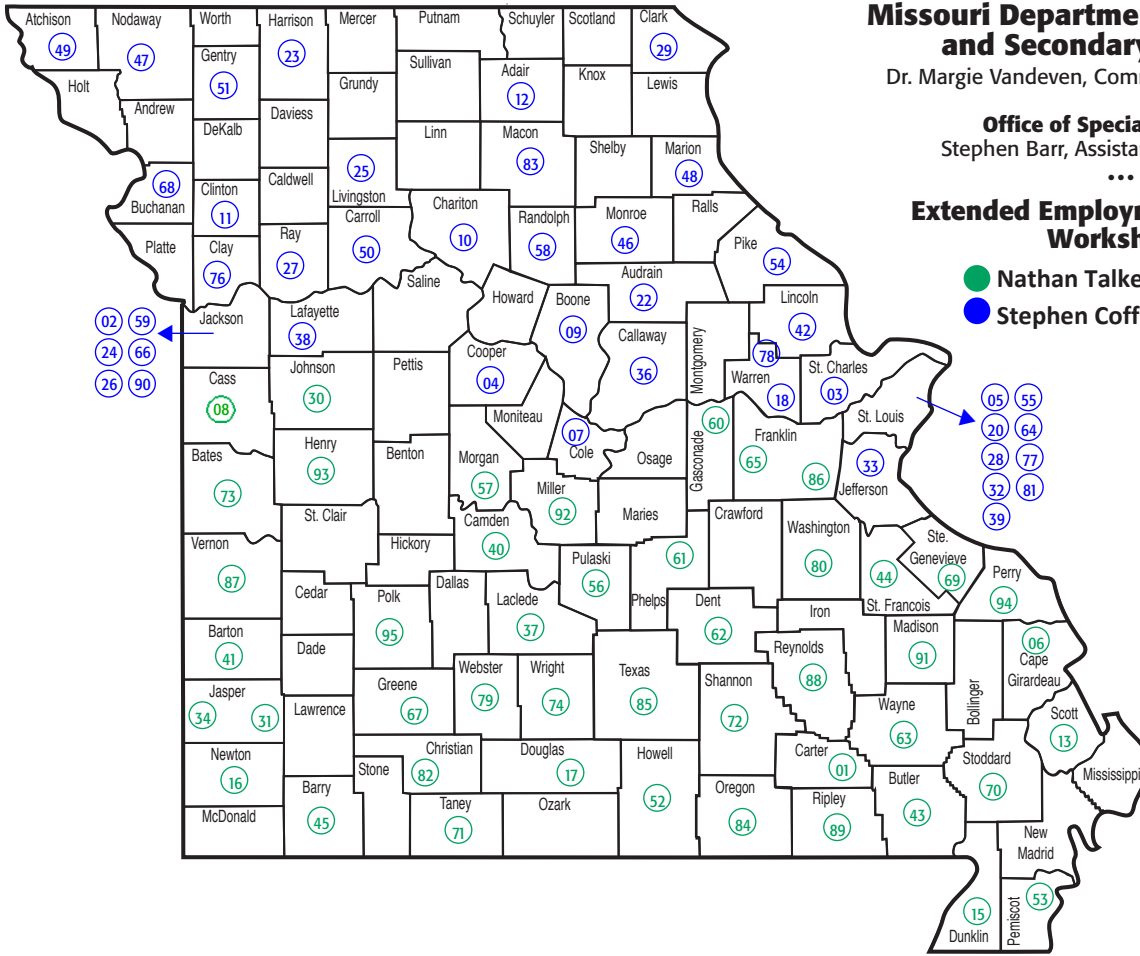 Missouri Departme
and Secondary
Dr. Margie Vandeven, Com
Office of Specia
Stephen Barr, Assista
•••
Extended Employ
Worksh
Nathan Talke
Stephen Coff
Atchison
49
Nodaway
47
Worth
Harrison
23
Mercer
Putnam
Schuyler
Scotland
Clark
29
Holt
Gentry
51
Grundy
Sullivan
Adair
12
Knox
Lewis
Andrew
DeKalb
Daviess
Linn
Macon
83
Shelby
Marion
48
68
Buchanan
Clinton
11
Caldwell
25
Livingston
Chariton
10
Randolph
58
Monroe
46
Ralls
Platte
Clay
76
Ray
27
Carroll
50
Saline
Howard
Audrain
22
Pike
54
02 59
24 66
26 90
Jackson
Lafayette
38
Boone
09
Callaway
36
Montgomery
Lincoln
42
78
Warren
18
St. Charles
03
St. Louis
05 55
20 64
28 77
32 81
39
Cass
08
Johnson
30
Pettis
Cooper
04
Moniteau
07
Cole
Osage
Gasconade
60
Franklin
65
86
33
Jefferson
Bates
73
Henry
93
Benton
Morgan
57
Miller
92
Maries
Crawford
Washington
80
Ste.
Genevieve
69
44
St. Francois
Perry
94
St. Clair
Hickory
Camden
40
Pulaski
56
61
Phelps
Dent
62
Iron
Vernon
87
Cedar
Polk
95
Dallas
Laclede
37
Reynolds
88
Madison
91
Bollinger
06
Cape
Girardeau
Barton
41
Dade
Webster
79
Wright
74
Texas
85
Shannon
72
Wayne
63
Scott
13
Jasper
34
31
Lawrence
Greene
67
Carter
01
Stoddard
70
Mississippi
Newton
16
Christian
82
Douglas
17
Howell
52
Oregon
84
Ripley
89
Butler
43
McDonald
Barry
45
Stone
Taney
71
Ozark
New
Madrid
15
Dunklin
Pemiscot
53